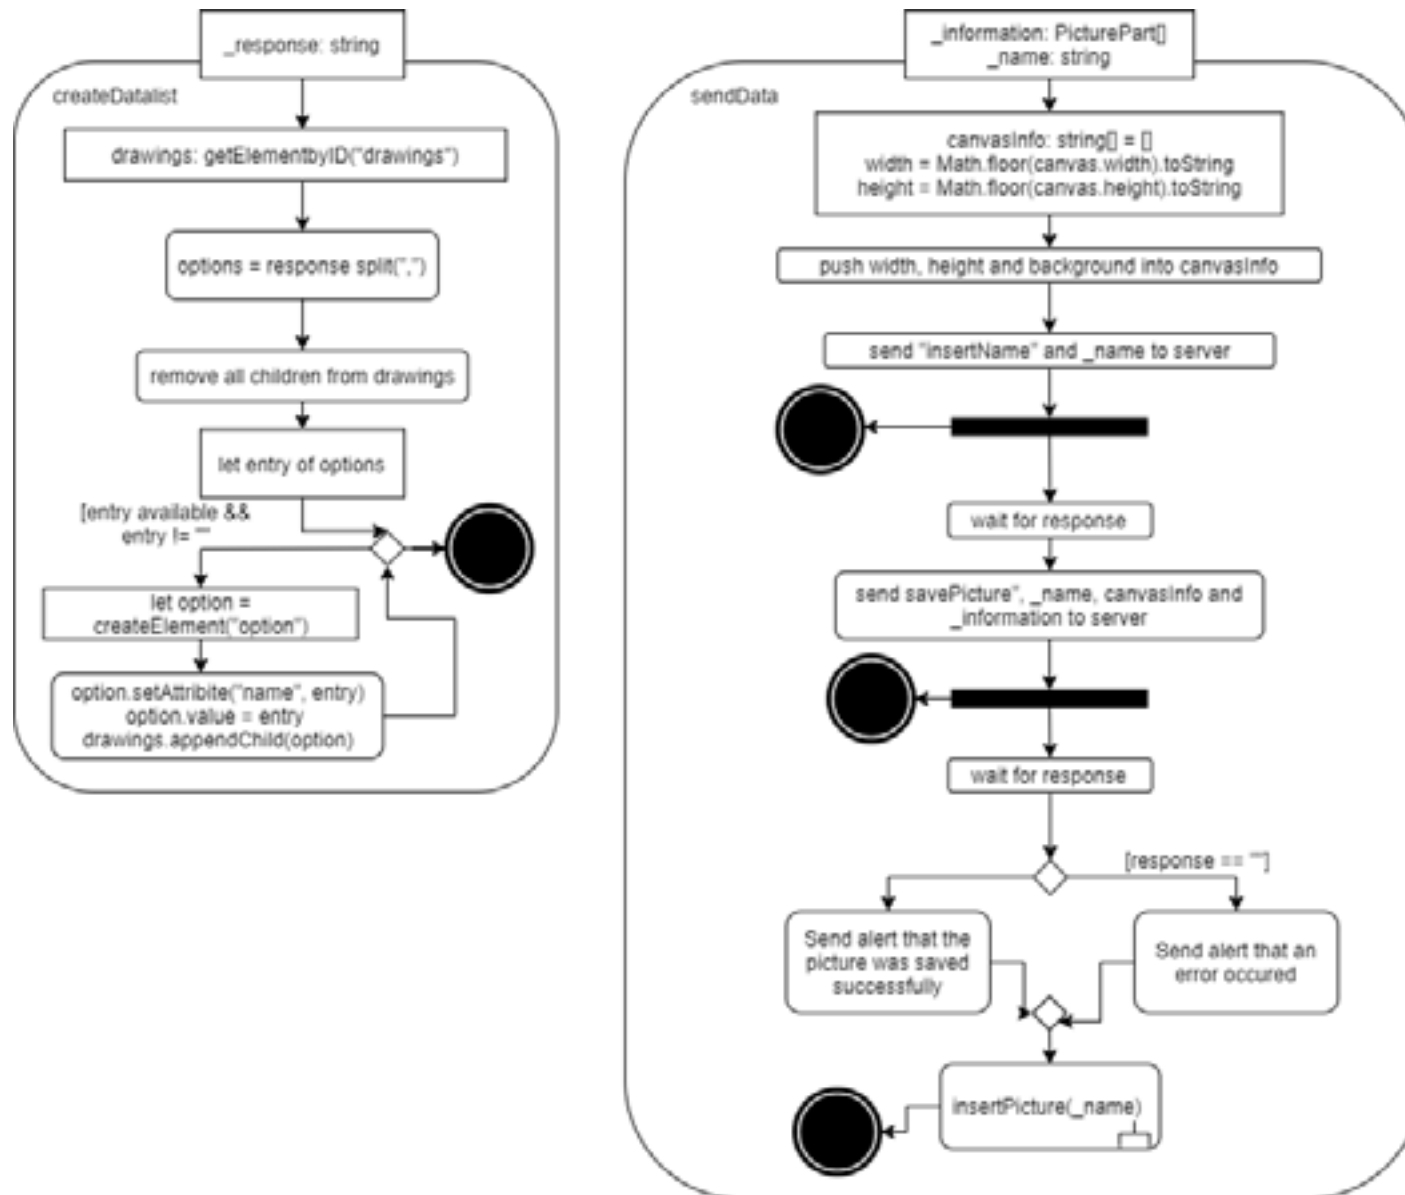 _response: string
createDatalist
drawings: getElementbyID("drawings")
options = response split(",")
remove all children from drawings
let entry of options
[entry available &&
entry != ""
let option =
createElement("option")
option.setAttribite("name", entry)
option.value = entry
drawings.appendChild(option)
_information: PicturePart[]
_name: string
sendData
canvasInfo: string[] = []
width = Math.floor(canvas.width).toString
height = Math.floor(canvas.height).toString
push width, height and background into canvasInfo
send "insertName" and _name to server
wait for response
send savePicture", _name, canvasInfo and
_information to server
wait for response
[response == ""]
Send alert that the
picture was saved
successfully
Send alert that an
error occured
insertPicture(_name)